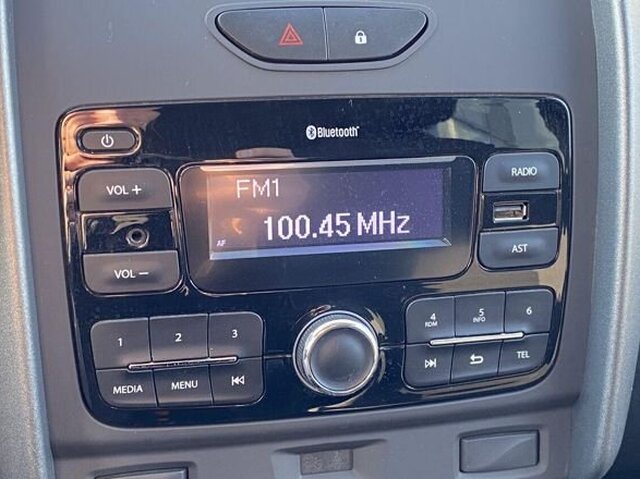 Bluetooth
VOL +
FM1
RADIO
100.45 MHz
AF
VOL −
AST
1
2
3
4
RDM
5
INFO
6
MEDIA
MENU
TEL